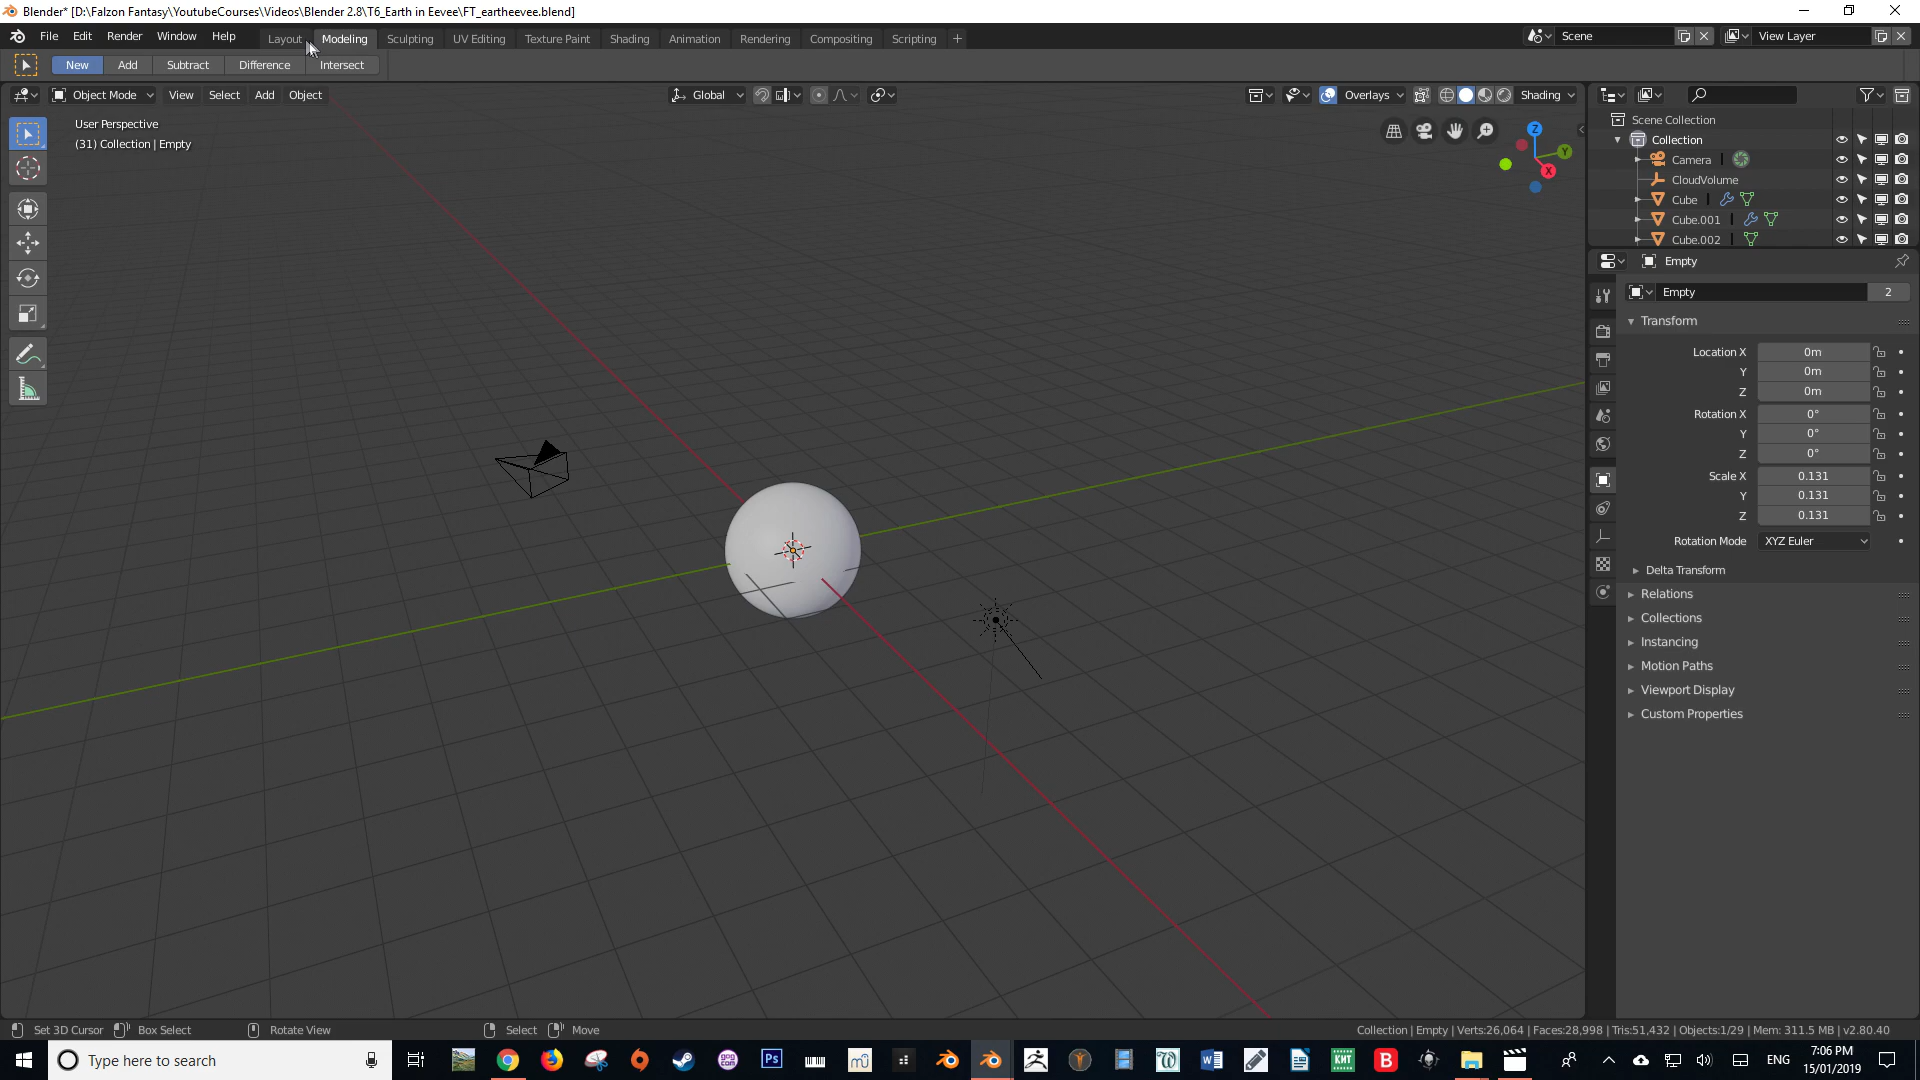 Blender* [D:\Falzon Fantasy\YoutubeCourses\Videos\Blender 2.8\T6_Earth in Eevee\FT_eartheevee.blend]
File Edit Render Window Help Layout Modeling Sculpting UV Editing Texture Paint Shading Animation Rendering Compositing Scripting + Scene View Layer
New Add Subtract Difference Intersect
Object Mode View Select Add Object Global Overlays Shading
User Perspective
(31) Collection | Empty
Z
Y
X
Scene Collection
Collection
Camera
CloudVolume
Cube
Cube.001
Cube.002
Empty
Empty 2
Transform
Location X 0m
Y 0m
Z 0m
Rotation X 0°
Y 0°
Z 0°
Scale X 0.131
Y 0.131
Z 0.131
Rotation Mode XYZ Euler
Delta Transform
Relations
Collections
Instancing
Motion Paths
Viewport Display
Custom Properties
Set 3D Cursor Box Select Rotate View Select Move Collection | Empty | Verts:26,064 | Faces:28,998 | Tris:51,432 | Objects:1/29 | Mem: 311.5 MB | v2.80.40
Type here to search Ps W KMT B ENG 7:06 PM
15/01/2019